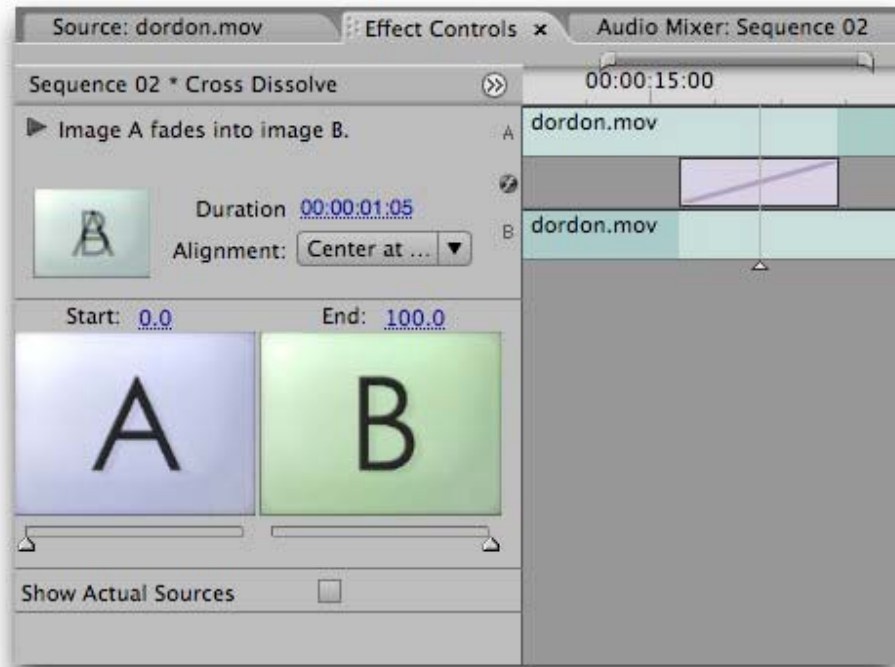 Source: dordon.mov
Effect Controls ×
Audio Mixer: Sequence 02
Sequence 02 * Cross Dissolve
00:00:15:00
Image A fades into image B.
A
dordon.mov
Duration 00:00:01:05
Alignment: Center at ...
B
dordon.mov
A
B
Start: 0.0
End: 100.0
A
B
Show Actual Sources